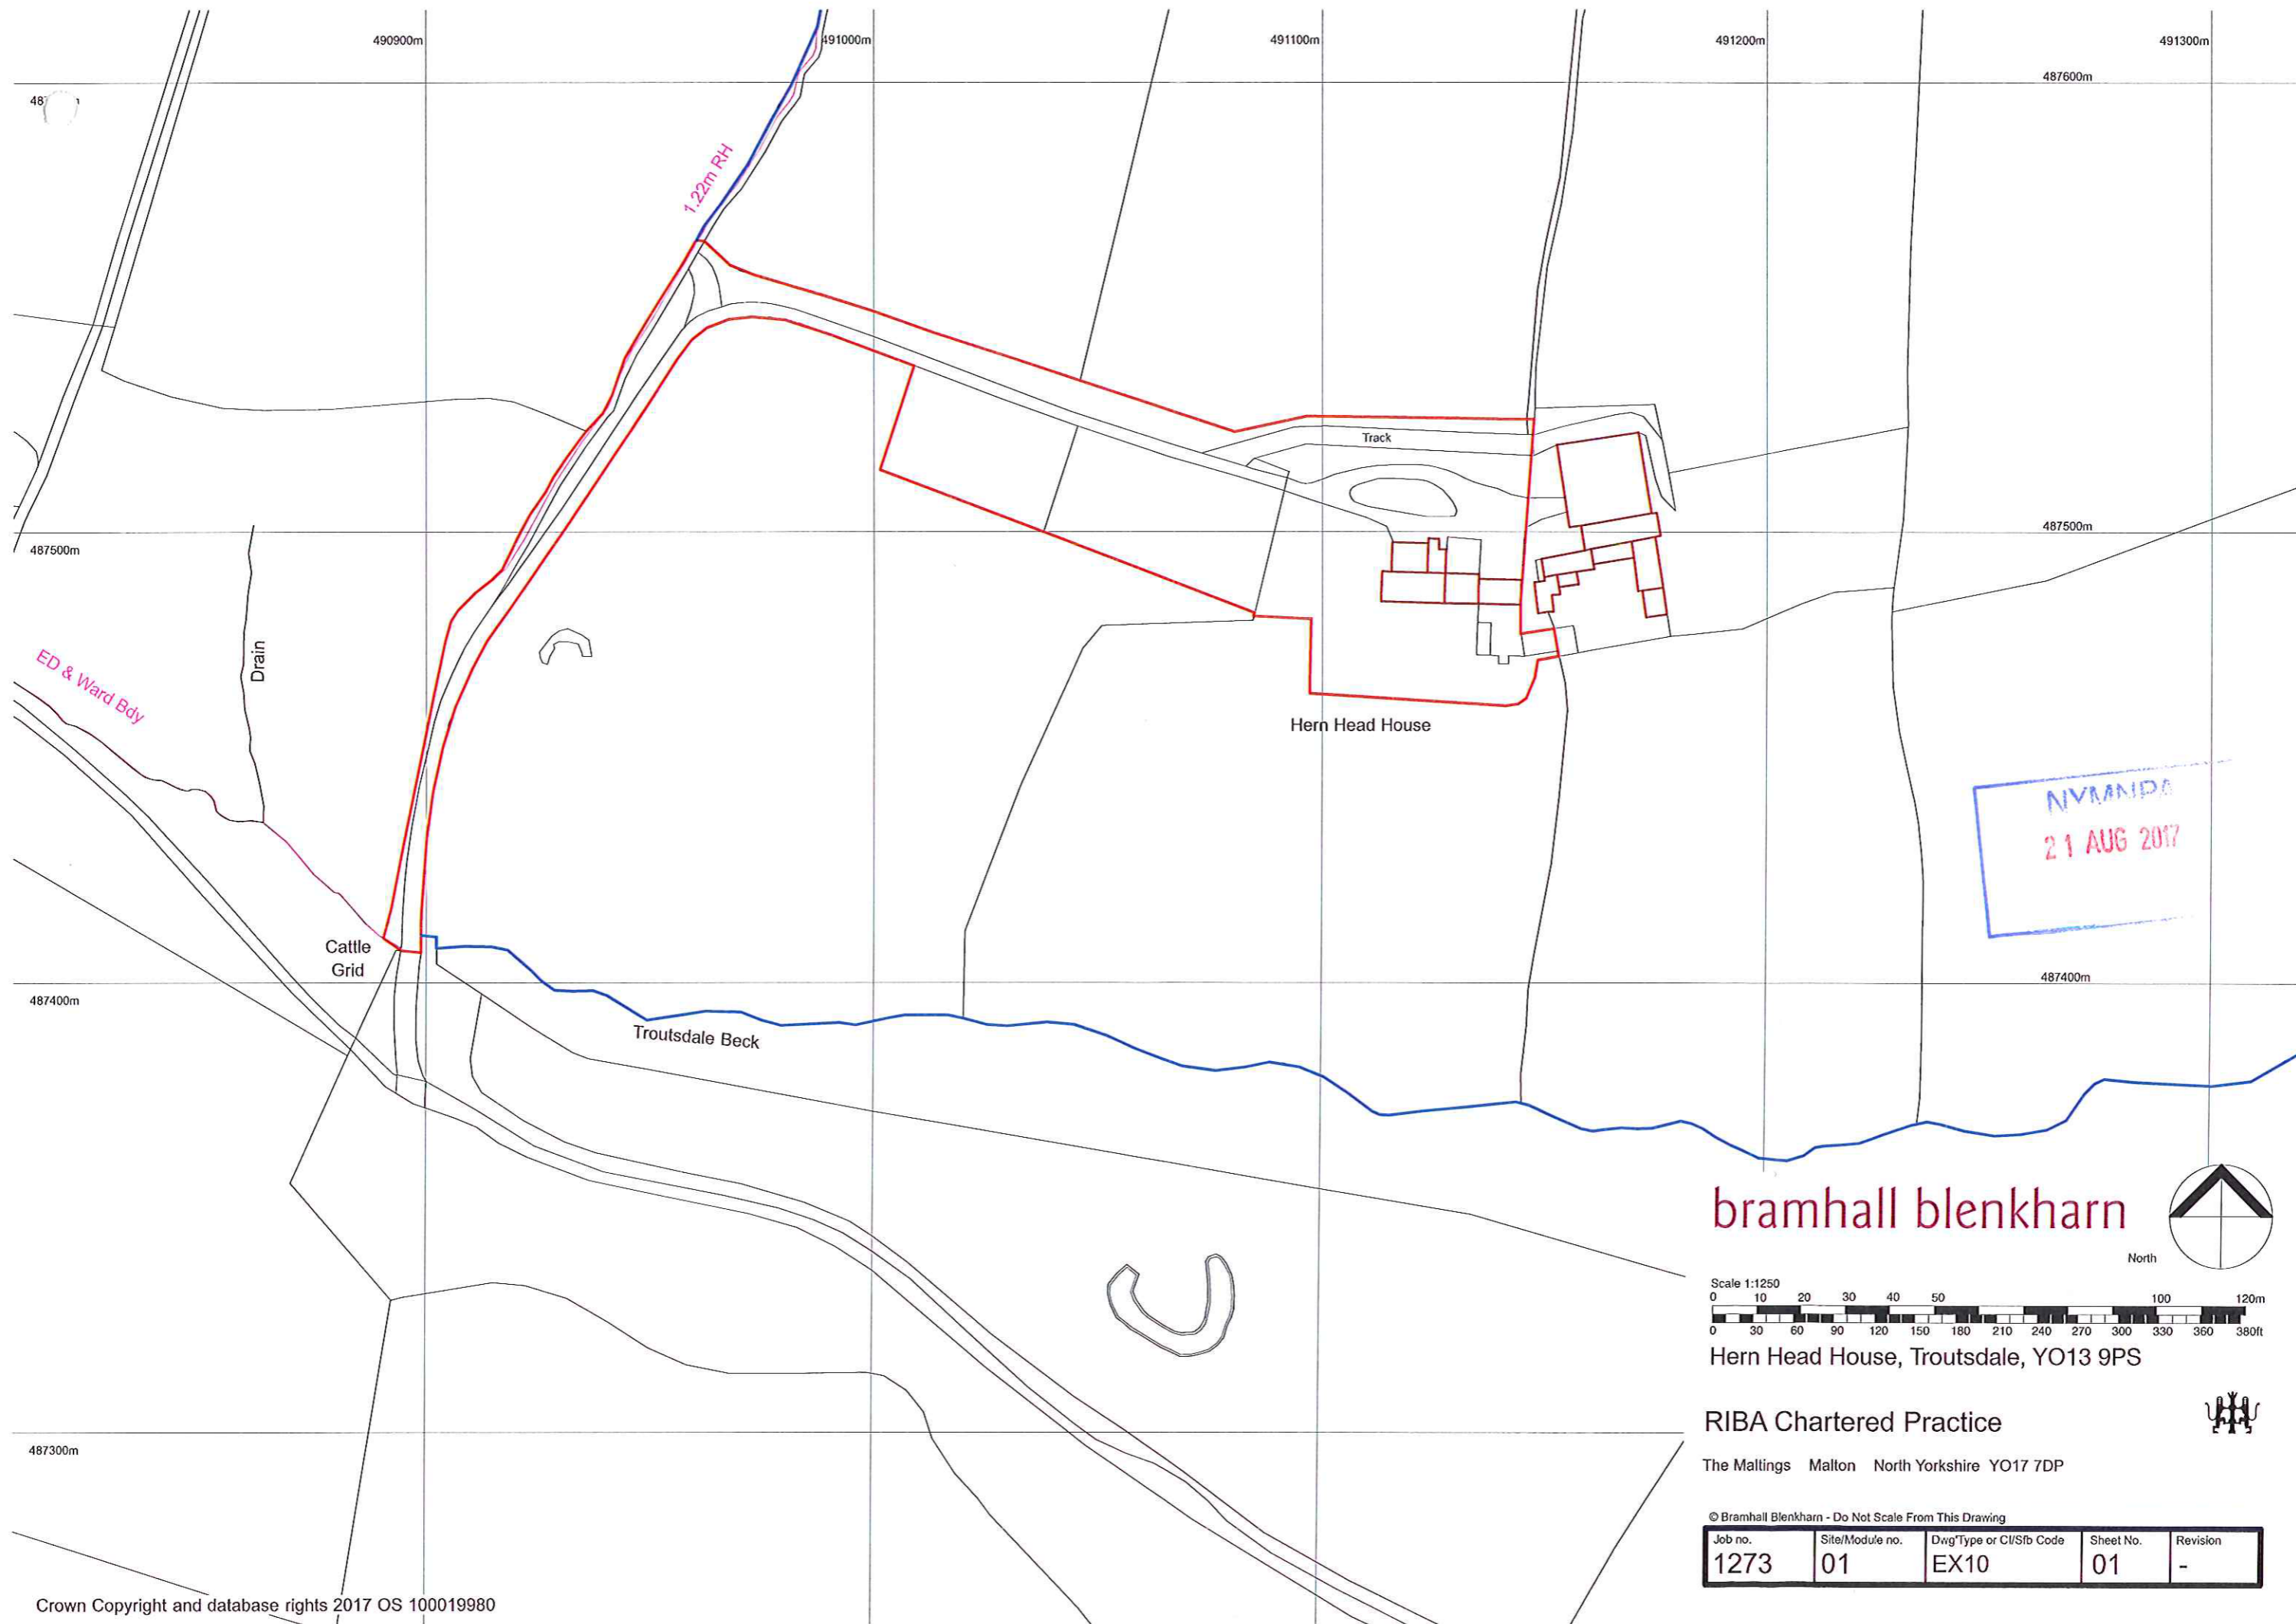 490900m
491000m
491100m
491200m
491300m
487600m
1.22m RH
Track
487500m
487500m
Drain
ED & Ward Bdy
Hern Head House
NYMNPA
21 AUG 2017
Cattle
Grid
487400m
487400m
Troutsdale Beck
bramhall blenkharn
North
Scale 1:1250
0 10 20 30 40 50 100 120m
0 30 60 90 120 150 180 210 240 270 300 330 360 380ft
Hern Head House, Troutsdale, YO13 9PS
RIBA Chartered Practice
487300m
The Maltings Malton North Yorkshire YO17 7DP
© Bramhall Blenkharn - Do Not Scale From This Drawing
Job no. Site/Module no. Dwg'Type or CI/Sfb Code Sheet No. Revision
1273 01 EX10 01 -
Crown Copyright and database rights 2017 OS 100019980